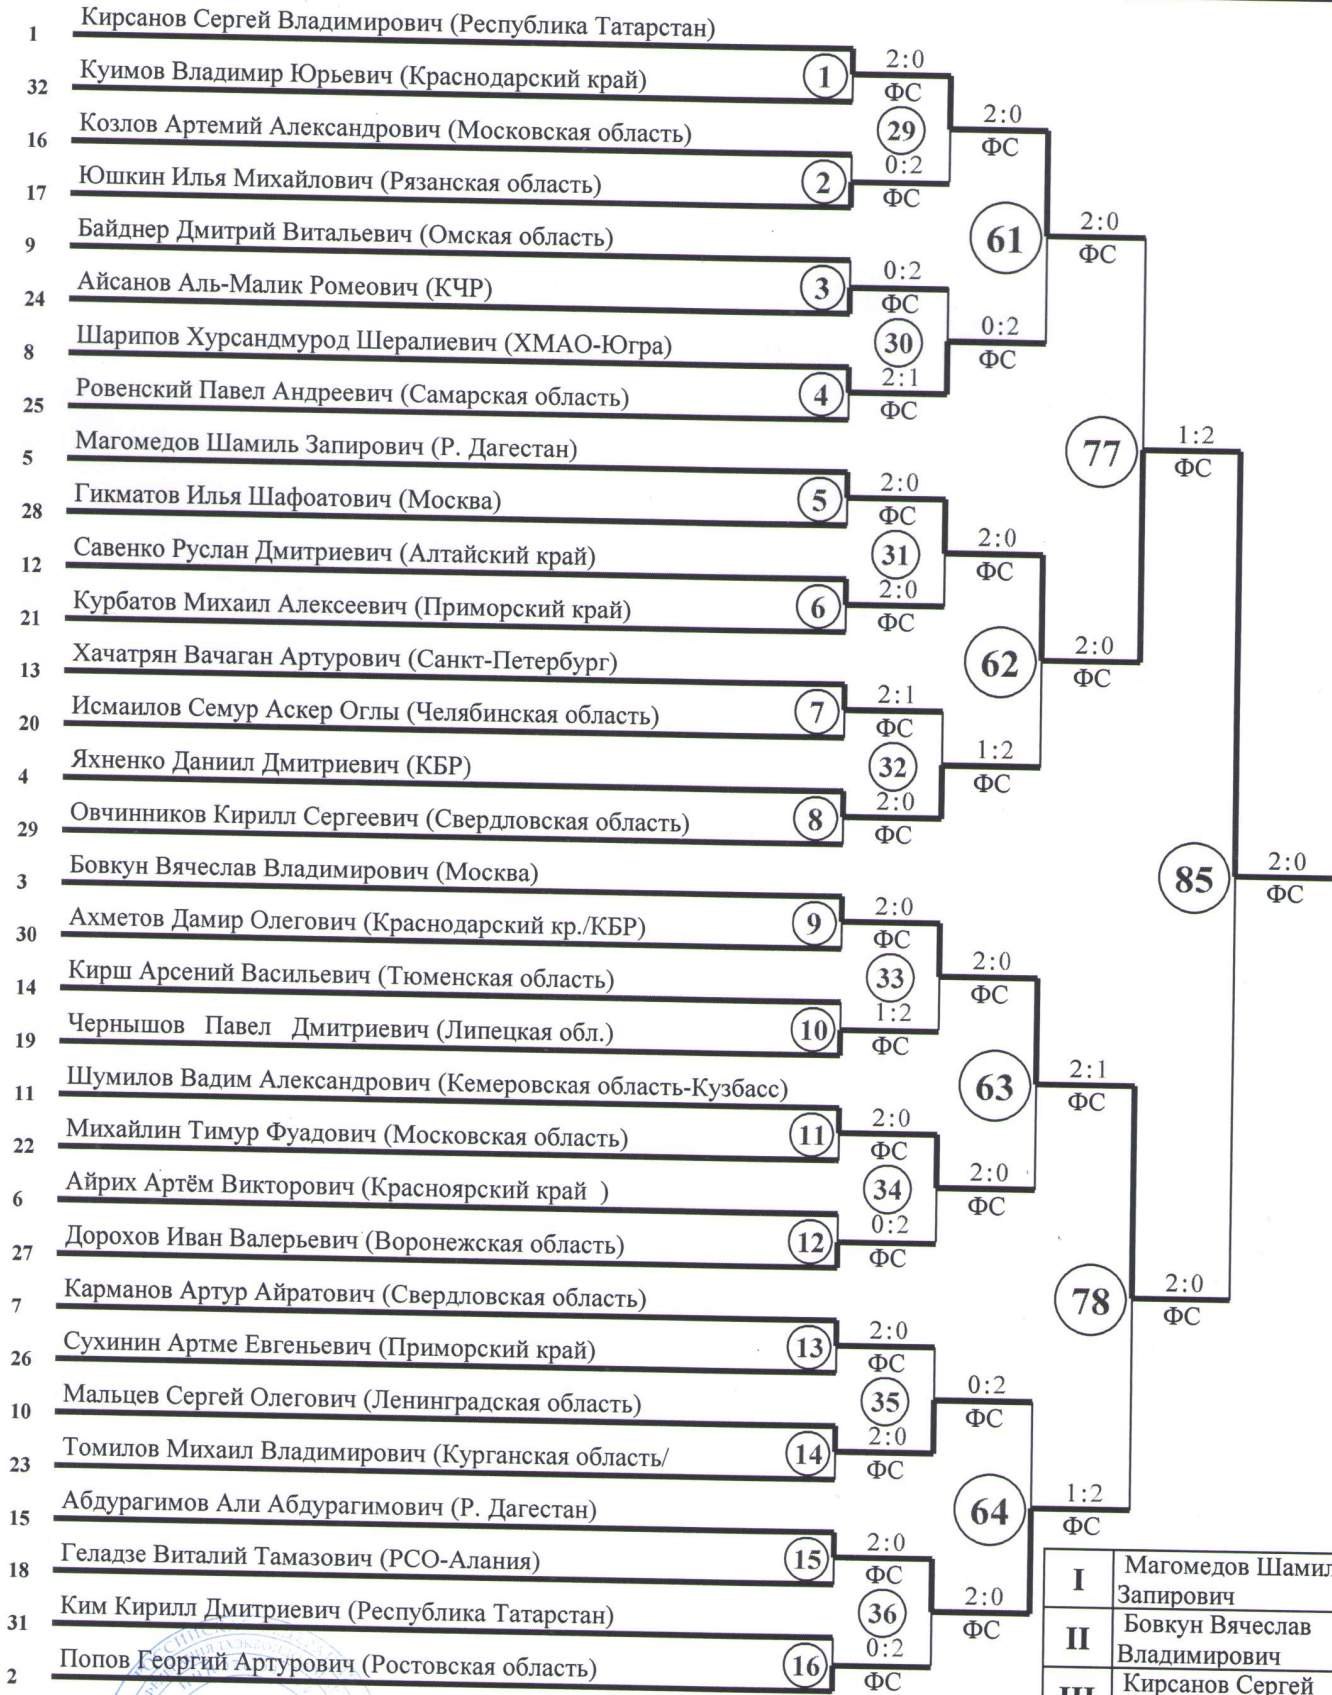 1 Кирсанов Сергей Владимирович (Республика Татарстан)
2:0
32 Куимов Владимир Юрьевич (Краснодарский край) 1
ФС
2:0
16 Козлов Артемий Александрович (Московская область)
29
ФС
0:2
17 Юшкин Илья Михайлович (Рязанская область) 2
ФС
9 Байднер Дмитрий Витальевич (Омская область)
61
2:0
ФС
0:2
24 Айсанов Аль-Малик Ромеович (КЧР) 3
ФС
0:2
8 Шарипов Хурсандмурод Шералиевич (ХМАО-Югра)
30
ФС
2:1
25 Ровенский Павел Андреевич (Самарская область) 4
ФС
5 Магомедов Шамиль Запирович (Р. Дагестан)
77
1:2
ФС
2:0
28 Гикматов Илья Шафоатович (Москва) 5
ФС
2:0
12 Савенко Руслан Дмитриевич (Алтайский край)
31
ФС
2:0
21 Курбатов Михаил Алексеевич (Приморский край) 6
ФС
13 Хачатрян Вачаган Артурович (Санкт-Петербург)
62
2:0
ФС
2:1
20 Исмаилов Семур Аскер Оглы (Челябинская область) 7
ФС
1:2
4 Яхненко Даниил Дмитриевич (КБР)
32
ФС
2:0
29 Овчинников Кирилл Сергеевич (Свердловская область) 8
ФС
3 Бовкун Вячеслав Владимирович (Москва)
85
2:0
ФС
2:0
30 Ахметов Дамир Олегович (Краснодарский кр./КБР) 9
ФС
2:0
14 Кирш Арсений Васильевич (Тюменская область)
33
ФС
1:2
19 Чернышов Павел Дмитриевич (Липецкая обл.) 10
ФС
11 Шумилов Вадим Александрович (Кемеровская область-Кузбасс)
63
2:1
ФС
2:0
22 Михайлин Тимур Фуадович (Московская область) 11
ФС
2:0
6 Айрих Артём Викторович (Красноярский край )
34
ФС
0:2
27 Дорохов Иван Валерьевич (Воронежская область) 12
ФС
7 Карманов Артур Айратович (Свердловская область)
78
2:0
ФС
2:0
26 Сухинин Артме Евгеньевич (Приморский край) 13
ФС
0:2
10 Мальцев Сергей Олегович (Ленинградская область)
35
ФС
2:0
23 Томилов Михаил Владимирович (Курганская область/ 14
ФС
15 Абдурагимов Али Абдурагимович (Р. Дагестан)
64
1:2
ФС
2:0
18 Геладзе Виталий Тамазович (РСО-Алания) 15
ФС
2:0
31 Ким Кирилл Дмитриевич (Республика Татарстан)
36
ФС
0:2
2 Попов Георгий Артурович (Ростовская область) 16
ФС
I Магомедов Шамил
Запирович
II Бовкун Вячеслав
Владимирович
III Кирсанов Сергей